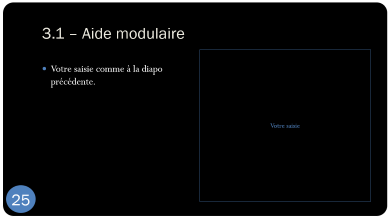 3.1 – Aide modulaire
▪ Votre saisie comme à la diapo
précédente.
Votre saisie
25